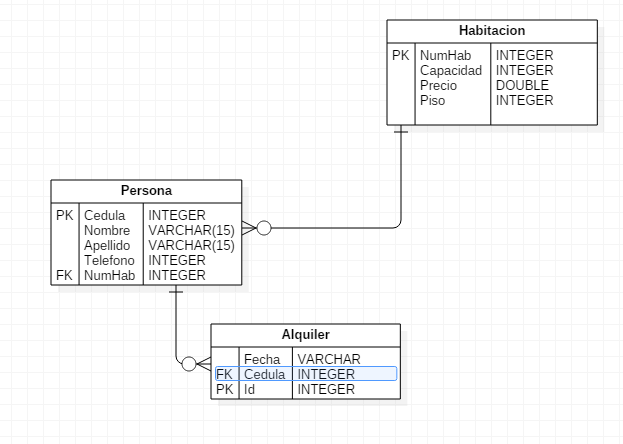 Habitacion
PK NumHab INTEGER
Capacidad INTEGER
Precio DOUBLE
Piso INTEGER
Persona
PK Cedula INTEGER
Nombre VARCHAR(15)
Apellido VARCHAR(15)
Telefono INTEGER
FK NumHab INTEGER
Alquiler
Fecha VARCHAR
FK Cedula INTEGER
PK Id INTEGER